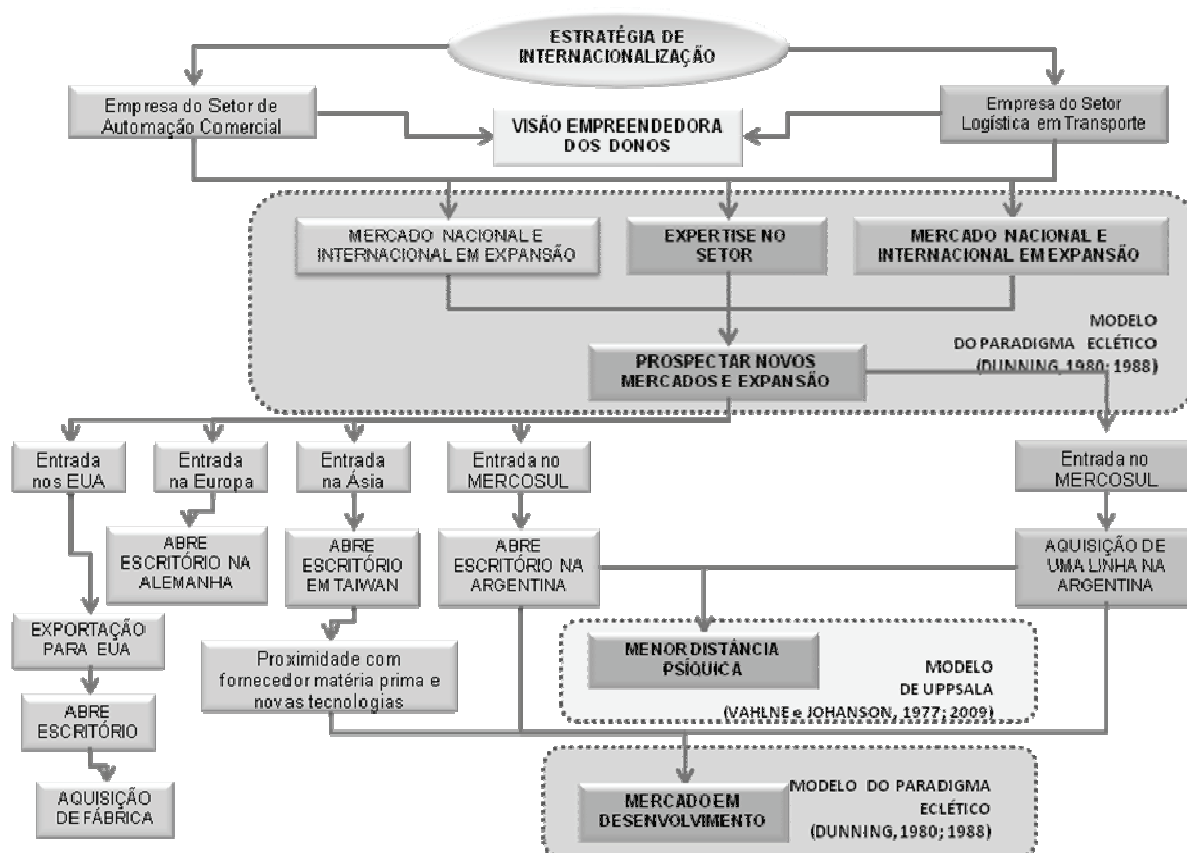 ESTRATÉGIA DE
INTERNACIONALIZAÇÃO
Empresa do Setor de
Automação Comercial
VISÃO EMPREENDEDORA
DOS DONOS
Empresa do Setor
Logística em Transporte
MERCADO NACIONAL E
INTERNACIONAL EM EXPANSÃO
EXPERTISE NO
SETOR
MERCADO NACIONAL E
INTERNACIONAL EM EXPANSÃO
MODELO
DO PARADIGMA ECLÉTICO
(DUNNING, 1980; 1988)
PROSPECTAR NOVOS
MERCADOS E EXPANSÃO
Entrada
nos EUA
Entrada
na Europa
Entrada
na Ásia
Entrada no
MERCOSUL
Entrada no
MERCOSUL
ABRE
ESCRITÓRIO NA
ALEMANHA
ABRE
ESCRITÓRIO
EM TAIWAN
ABRE
ESCRITÓRIO NA
ARGENTINA
AQUISIÇÃO DE
UMA LINHA NA
ARGENTINA
EXPORTAÇÃO
PARA EUA
Proximidade com
fornecedor matéria prima e
novas tecnologias
MENOR DISTÂNCIA
PSÍQUICA
MODELO
DE UPPSALA
(VAHLNE e JOHANSON, 1977; 2009)
ABRE
ESCRITÓRIO
AQUISIÇÃO
DE FÁBRICA
MERCADO EM
DESENVOLVIMENTO
MODELO DO PARADIGMA
ECLÉTICO
(DUNNING, 1980; 1988)